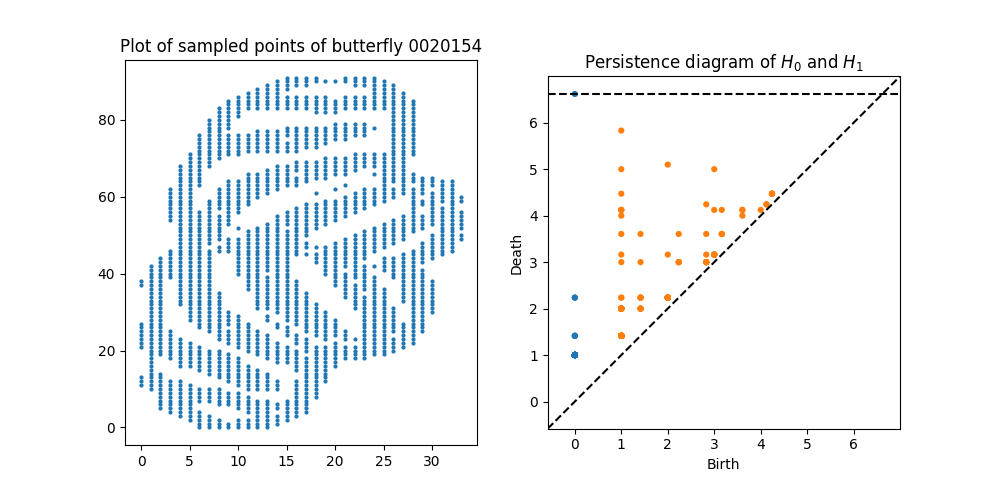 Plot of sampled points of butterfly 0020154
80
60
40
20
0
0 5 10 15 20 25 30
Persistence diagram of H₀ and H₁
6
5
4
3
2
1
0
Death
0 1 2 3 4 5 6
Birth